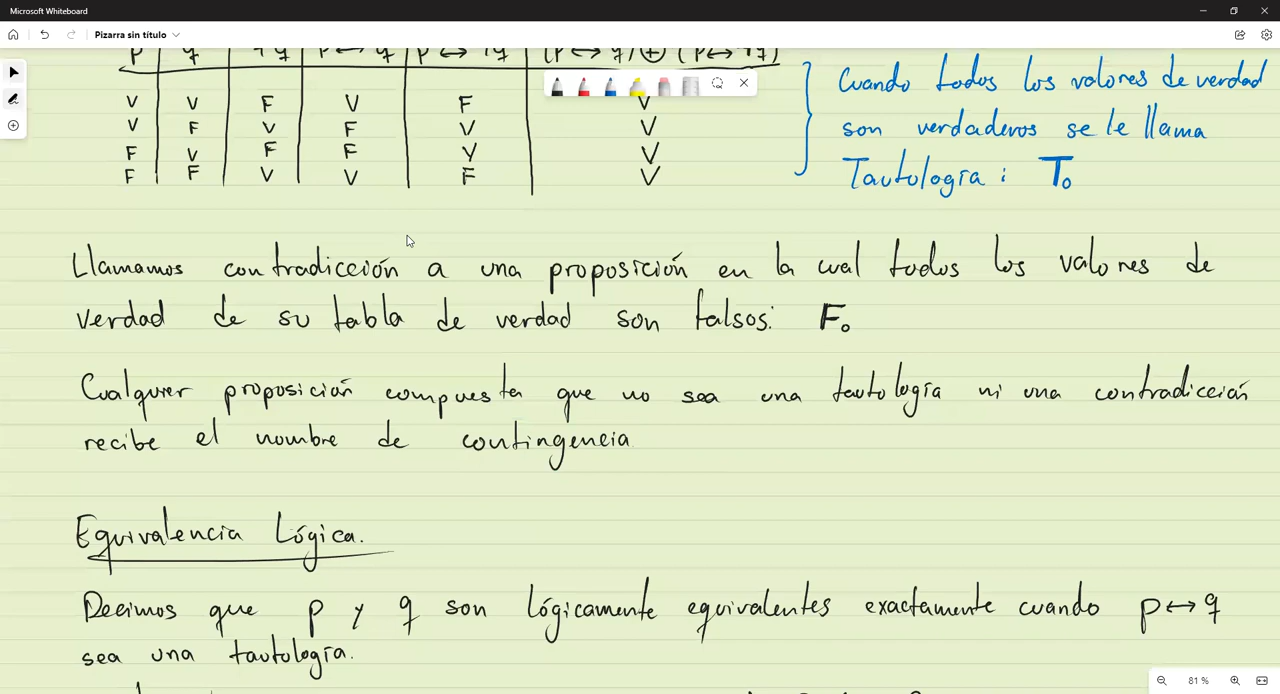 Microsoft Whiteboard
Pizarra sin título
p q ¬q p ↔ q p ↔ ¬q (p ↔ q) ⊕ (p ↔ ¬q)
V V F V F V
V F V F V V
F V F F V V
F F V V F V
Cuando todos los valores de verdad
son verdaderos se le llama
Tautología: T₀
Llamamos contradicción a una proposición en la cual todos los valores de
verdad de su tabla de verdad son falsos: F₀
Cualquier proposición compuesta que no sea una tautología ni una contradicción
recibe el nombre de contingencia.
Equivalencia Lógica.
Decimos que p y q son lógicamente equivalentes exactamente cuando p ↔ q
sea una tautología.
81 %